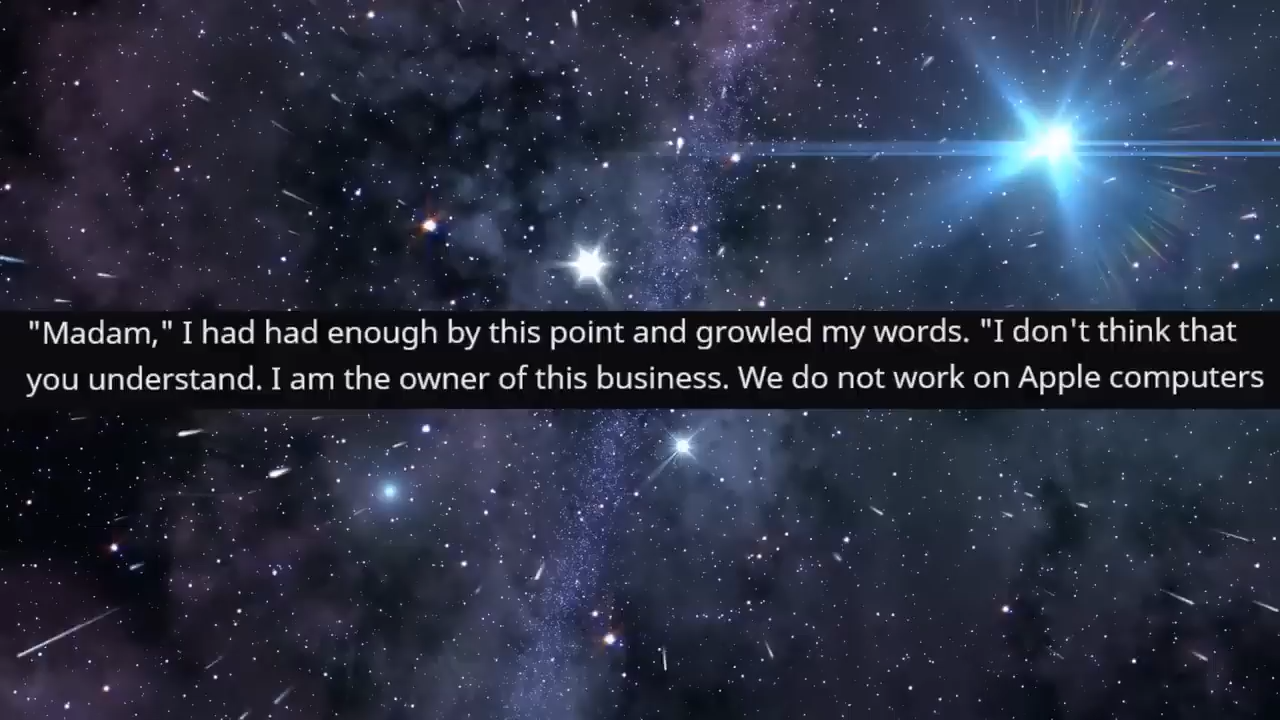 "Madam," I had had enough by this point and growled my words. "I don't think that
you understand. I am the owner of this business. We do not work on Apple computers